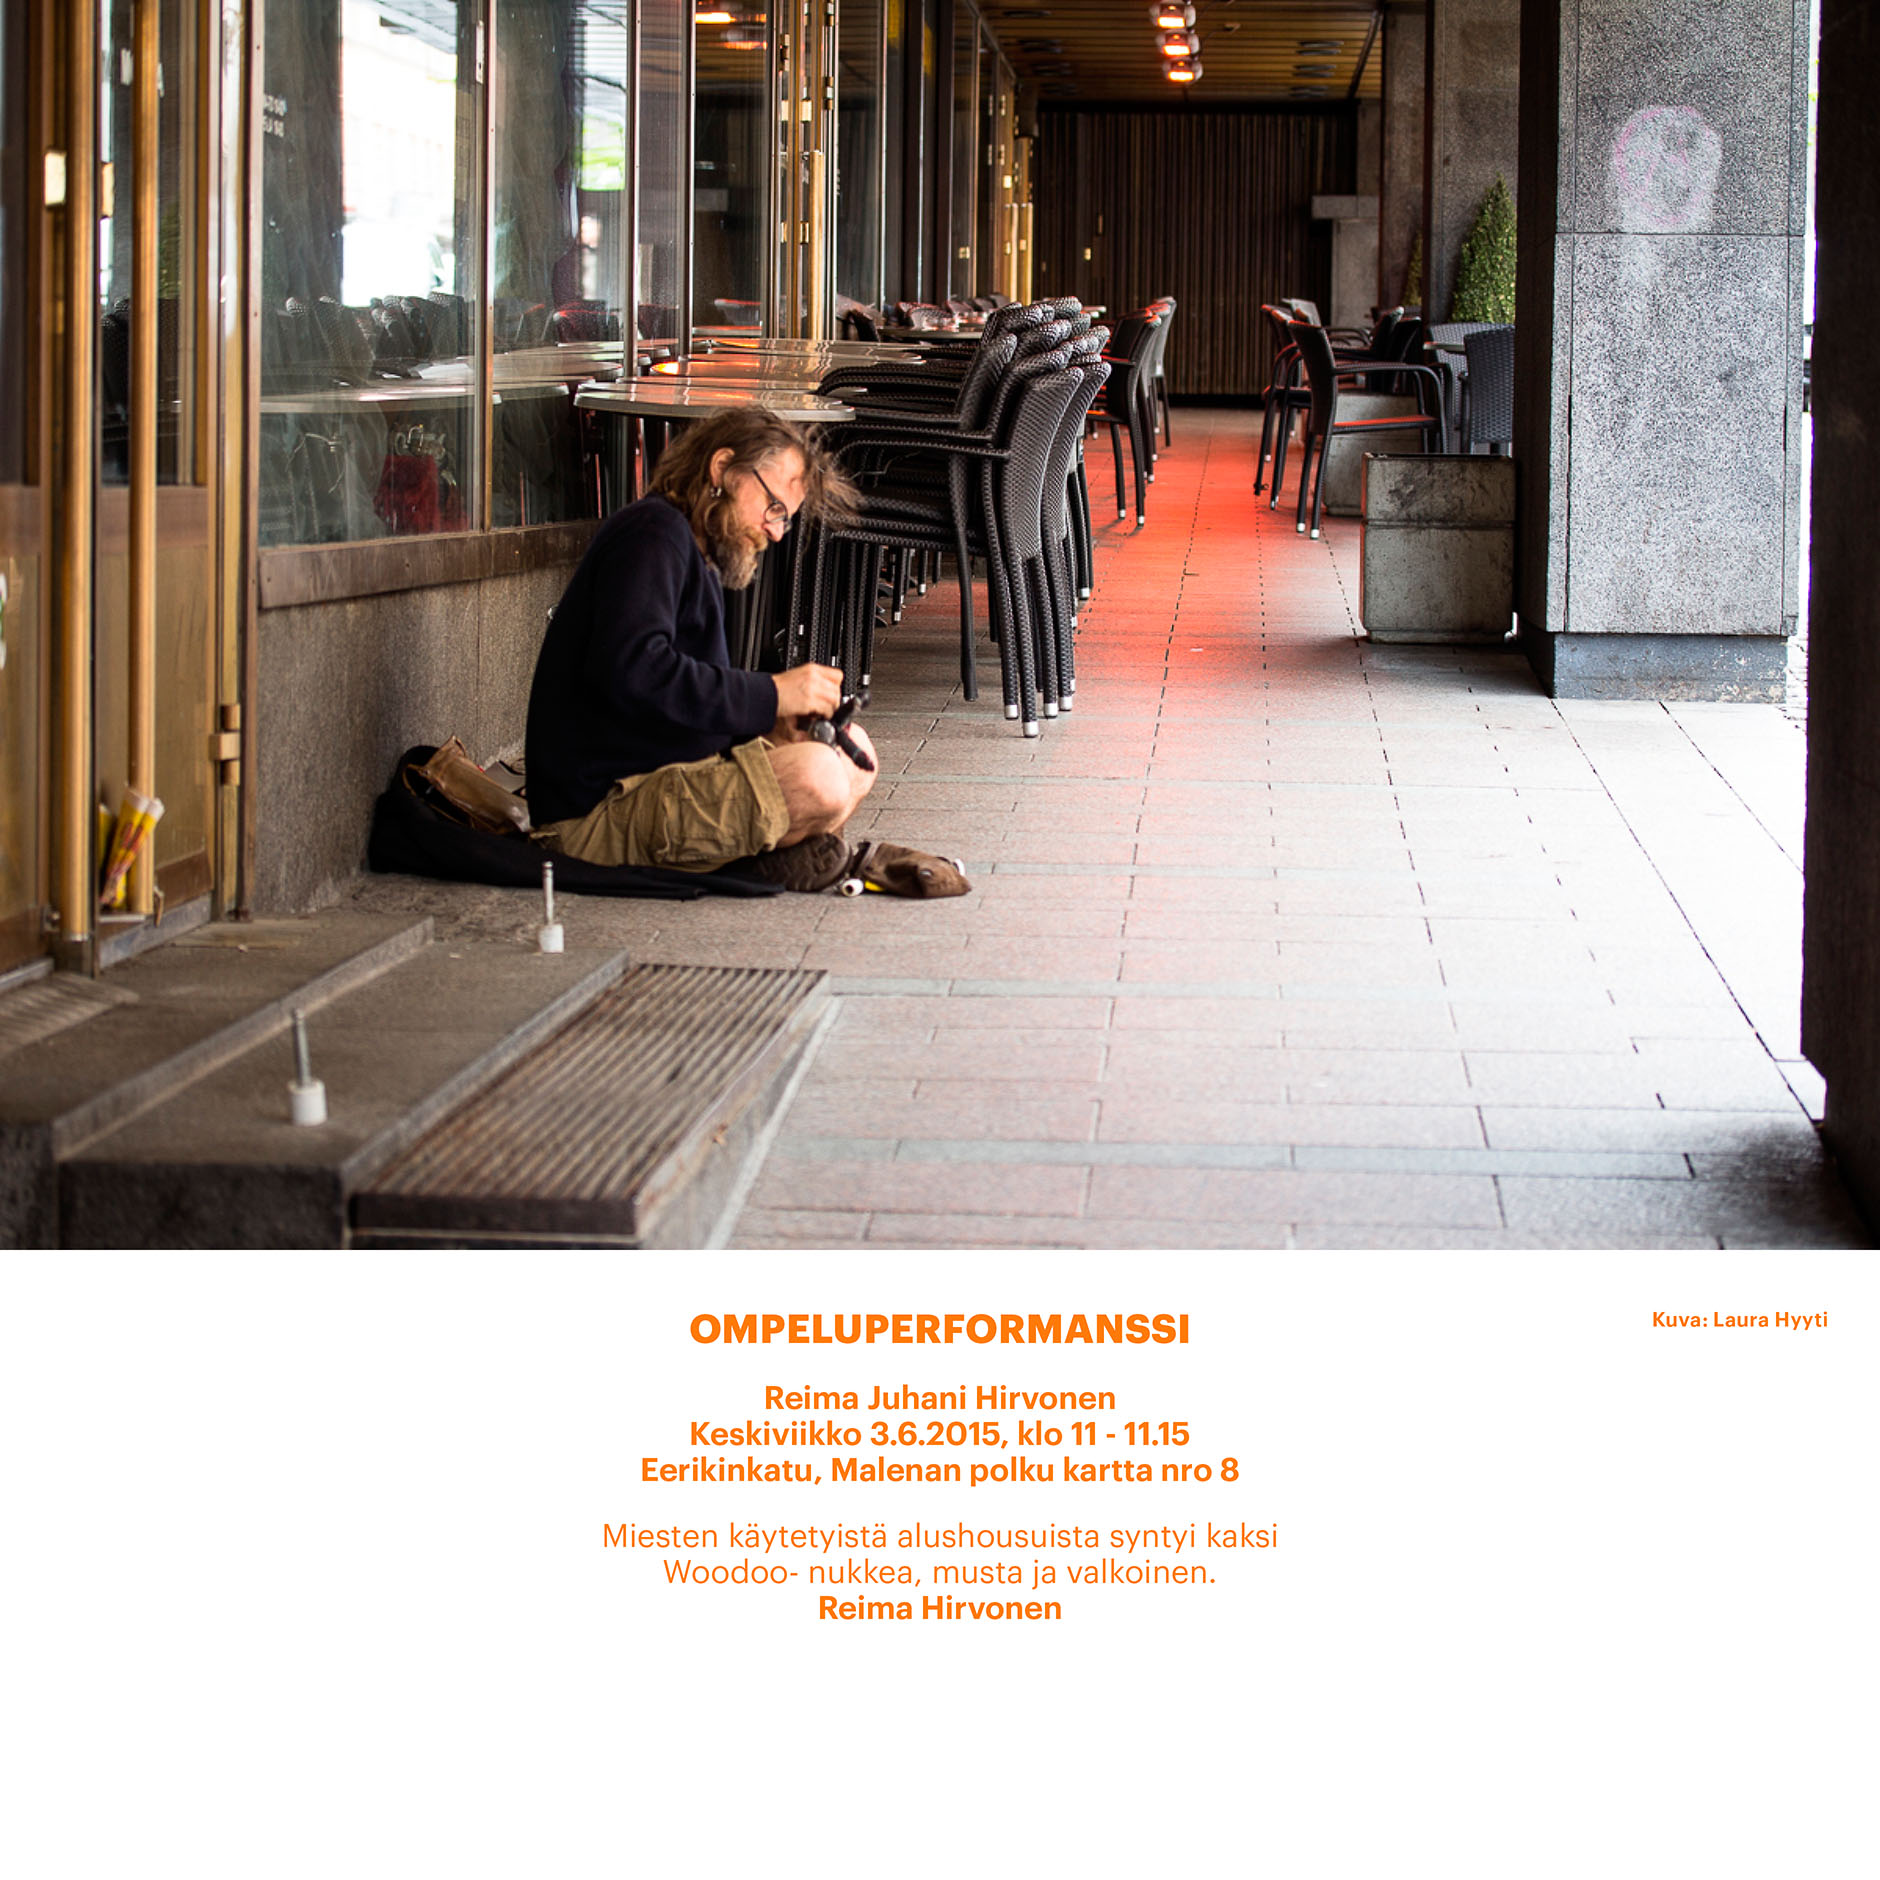 OMPELUPERFORMANSSI
Kuva: Laura Hyyti
Reima Juhani Hirvonen
Keskiviikko 3.6.2015, klo 11 - 11.15
Eerikinkatu, Malenan polku kartta nro 8
Miesten käytetyistä alushousuista syntyi kaksi
Woodoo- nukkea, musta ja valkoinen.
Reima Hirvonen